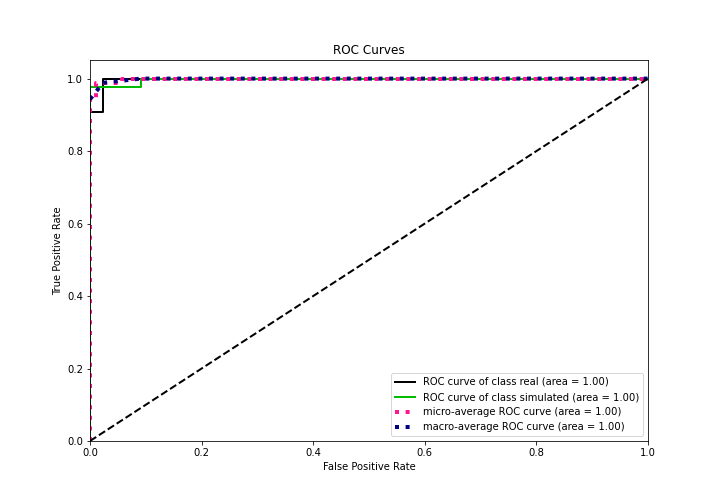 ROC Curves
1.0
0.8
0.6
0.4
0.2
0.0
True Positive Rate
0.0 0.2 0.4 0.6 0.8 1.0
False Positive Rate
ROC curve of class real (area = 1.00)
ROC curve of class simulated (area = 1.00)
micro-average ROC curve (area = 1.00)
macro-average ROC curve (area = 1.00)